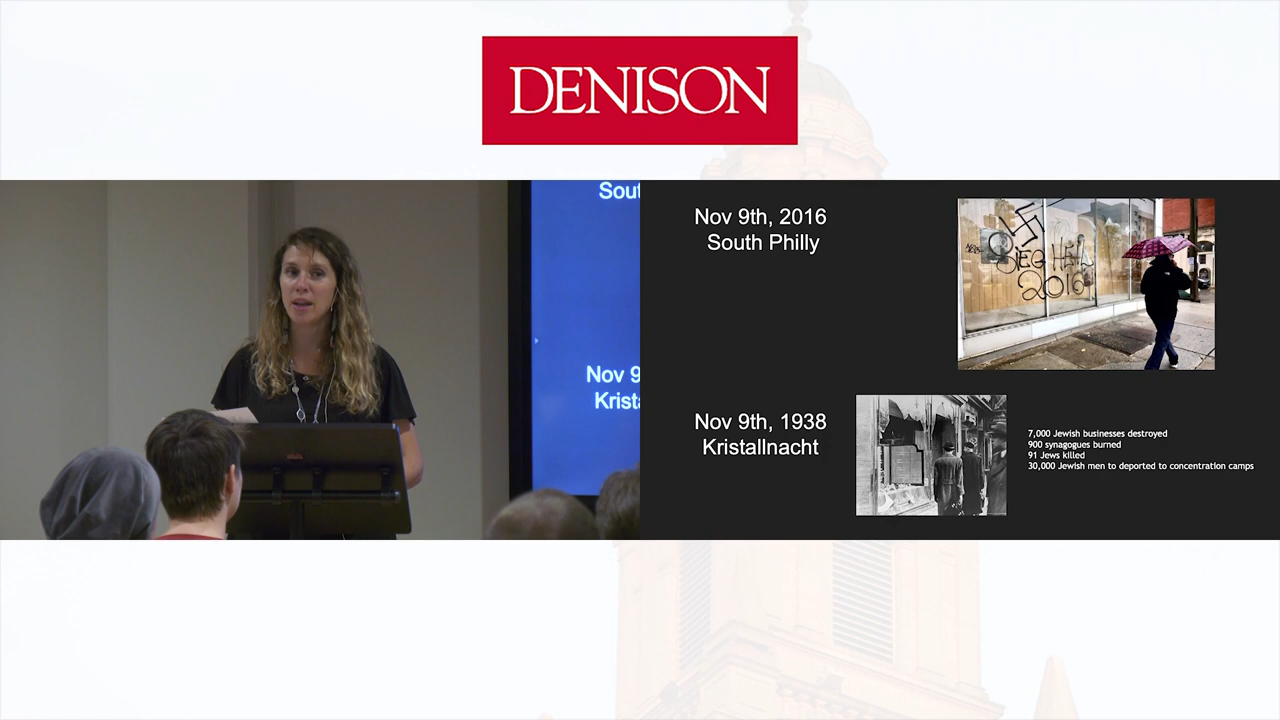 DENISON
Sout
Nov 9
Krista
Nov 9th, 2016
South Philly
SIEG HEIL
2016
Nov 9th, 1938
Kristallnacht
7,000 Jewish businesses destroyed
900 synagogues burned
91 Jews killed
30,000 Jewish men to deported to concentration camps